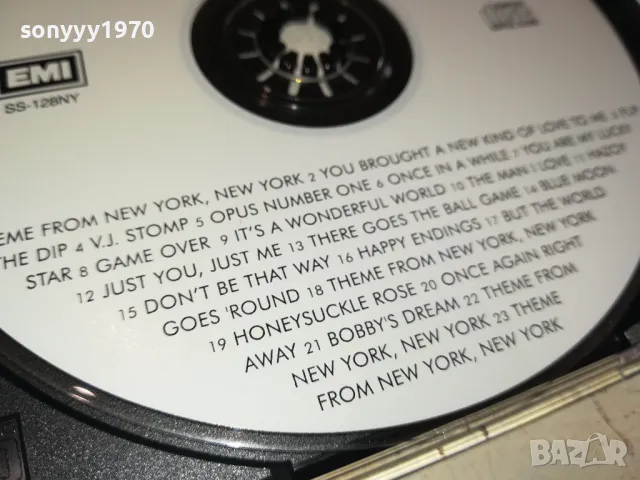 sonyyy1970
EMI
SS-128NY
EME FROM NEW YORK, NEW YORK 2 YOU BROUGHT A NEW KIND OF LOVE TO ME 3 FLIP
THE DIP 4 V.J. STOMP 5 OPUS NUMBER ONE 6 ONCE IN A WHILE 7 YOU ARE MY LUCKY
STAR 8 GAME OVER 9 IT'S A WONDERFUL WORLD 10 THE MAN I LOVE 11 HAZOY
12 JUST YOU, JUST ME 13 THERE GOES THE BALL GAME 14 BLUE MOON
15 DON'T BE THAT WAY 16 HAPPY ENDINGS 17 BUT THE WORLD
GOES 'ROUND 18 THEME FROM NEW YORK, NEW YORK
19 HONEYSUCKLE ROSE 20 ONCE AGAIN RIGHT
AWAY 21 BOBBY'S DREAM 22 THEME FROM
NEW YORK, NEW YORK 23 THEME
FROM NEW YORK, NEW YORK
BAZAR
bazar.bg